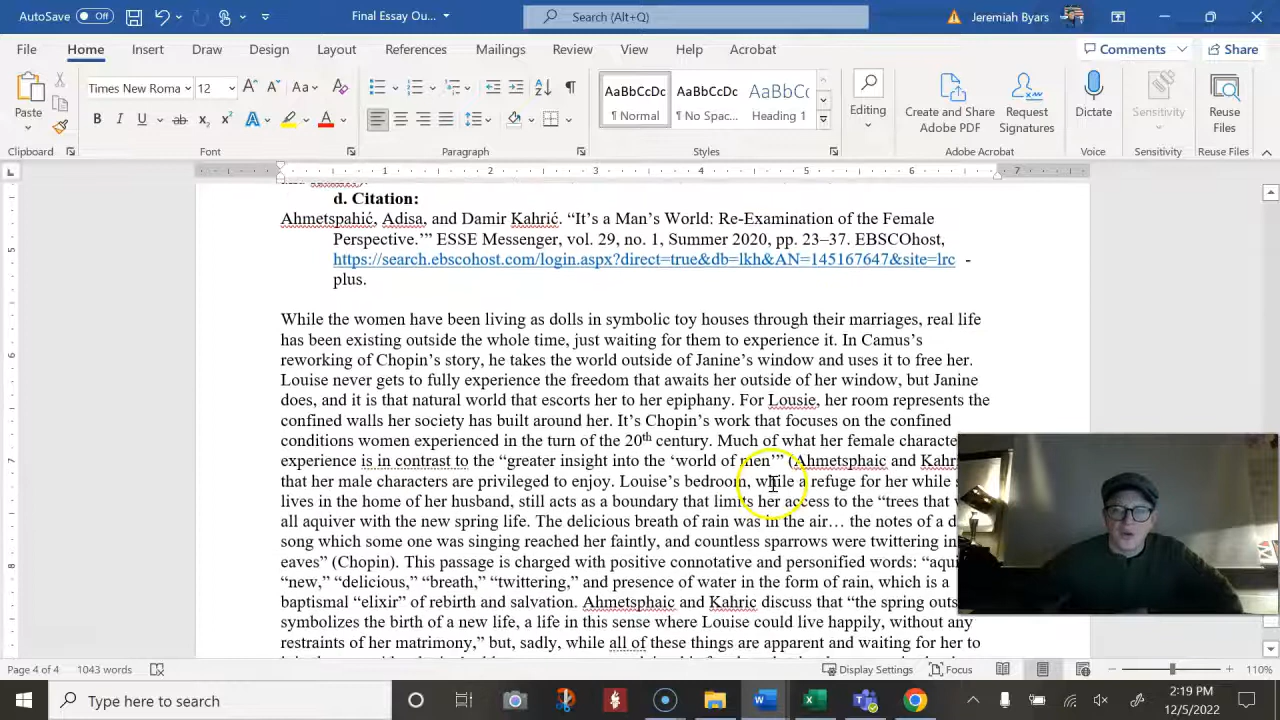 AutoSave Off Final Essay Ou... Search (Alt+Q) Jeremiah Byars
File Home Insert Draw Design Layout References Mailings Review View Help Acrobat Comments Share
Times New Roma 12 Aa AaBbCcDc AaBbCcDc AaBbCc
Paste B I U ab x₂ x² A A ¶ Normal ¶ No Spac... Heading 1 Editing Create and Share Adobe PDF Request Signatures Dictate Sensitivity Reuse Files
Clipboard Font Paragraph Styles Adobe Acrobat Voice Sensitivity Reuse Files
1 2 3 4 5 6 7
d. Citation:
Ahmetspahić, Adisa, and Damir Kahrić. “It’s a Man’s World: Re-Examination of the Female
Perspective.’” ESSE Messenger, vol. 29, no. 1, Summer 2020, pp. 23–37. EBSCOhost,
https://search.ebscohost.com/login.aspx?direct=true&db=lkh&AN=145167647&site=lrc -
plus.
While the women have been living as dolls in symbolic toy houses through their marriages, real life
has been existing outside the whole time, just waiting for them to experience it. In Camus’s
reworking of Chopin’s story, he takes the world outside of Janine’s window and uses it to free her.
Louise never gets to fully experience the freedom that awaits her outside of her window, but Janine
does, and it is that natural world that escorts her to her epiphany. For Lousie, her room represents the
confined walls her society has built around her. It’s Chopin’s work that focuses on the confined
conditions women experienced in the turn of the 20th century. Much of what her female characte
experience is in contrast to the “greater insight into the ‘world of men’” (Ahmetsphaic and Kahr
that her male characters are privileged to enjoy. Louise’s bedroom, while a refuge for her while s
lives in the home of her husband, still acts as a boundary that limits her access to the “trees that w
all aquiver with the new spring life. The delicious breath of rain was in the air… the notes of a d
song which some one was singing reached her faintly, and countless sparrows were twittering in
eaves” (Chopin). This passage is charged with positive connotative and personified words: “aqui
“new,” “delicious,” “breath,” “twittering,” and presence of water in the form of rain, which is a
baptismal “elixir” of rebirth and salvation. Ahmetsphaic and Kahric discuss that “the spring outs
symbolizes the birth of a new life, a life in this sense where Louise could live happily, without any
restraints of her matrimony,” but, sadly, while all of these things are apparent and waiting for her to
Page 4 of 4 1043 words Display Settings Focus 110%
Type here to search 2:19 PM
12/5/2022